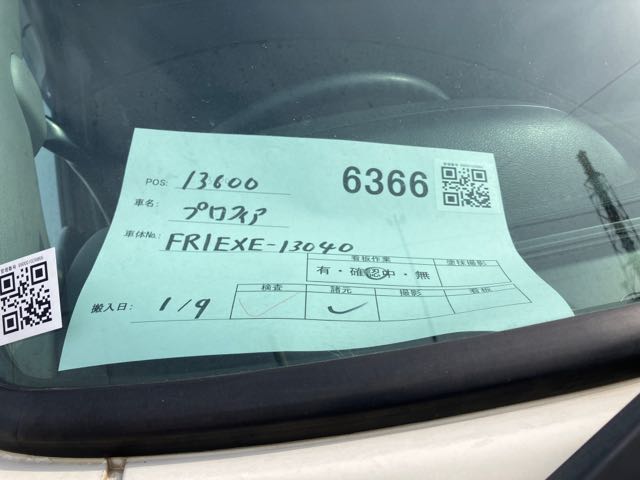 POS: 13600
6366
車名: プロフィア
車体No. FR1EXE-13040
看板作業 塗抹撮影
有・確認中・無
検査 諸元 撮影 看板
搬入日: 1/9